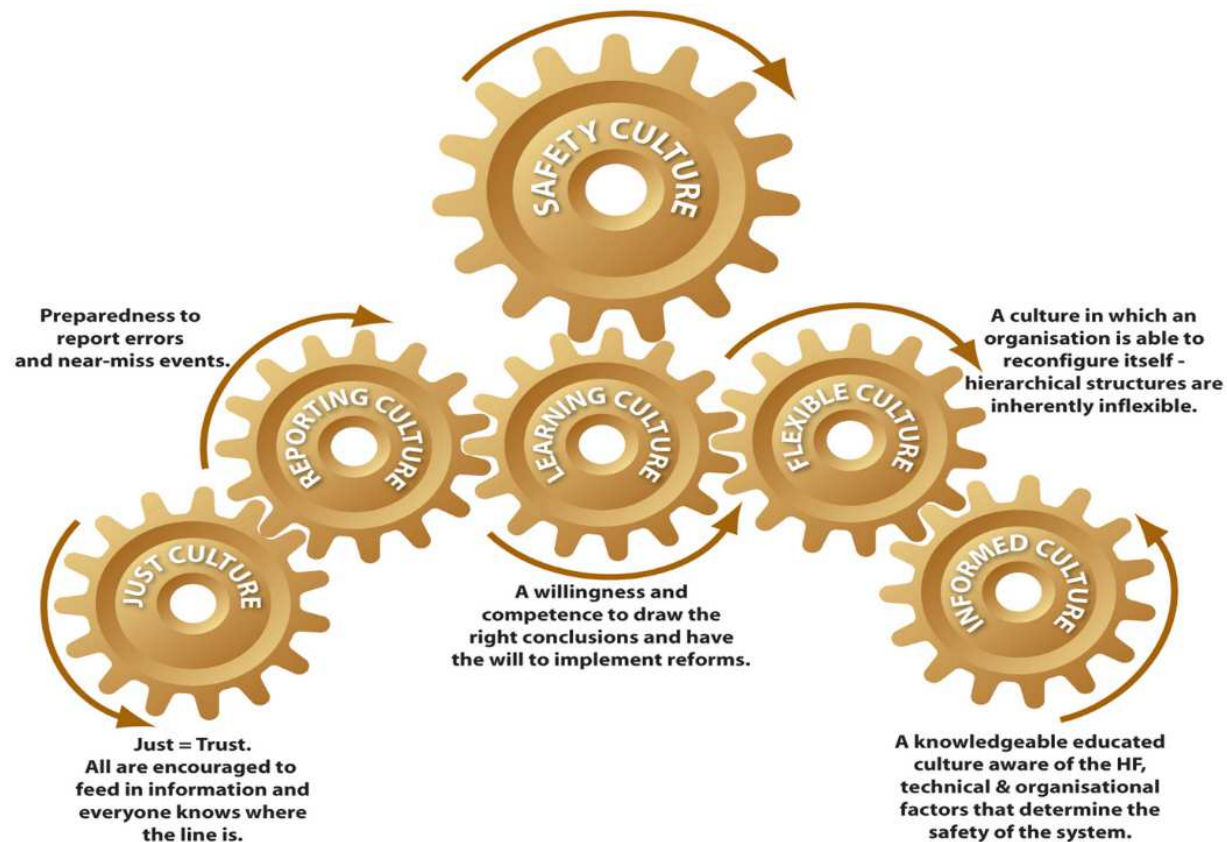 SAFETY CULTURE
Preparedness to
report errors
and near-miss events.
A culture in which an
organisation is able to
reconfigure itself -
hierarchical structures are
inherently inflexible.
REPORTING CULTURE
LEARNING CULTURE
FLEXIBLE CULTURE
JUST CULTURE
INFORMED CULTURE
A willingness and
competence to draw the
right conclusions and have
the will to implement reforms.
Just = Trust.
All are encouraged to
feed in information and
everyone knows where
the line is.
A knowledgeable educated
culture aware of the HF,
technical & organisational
factors that determine the
safety of the system.